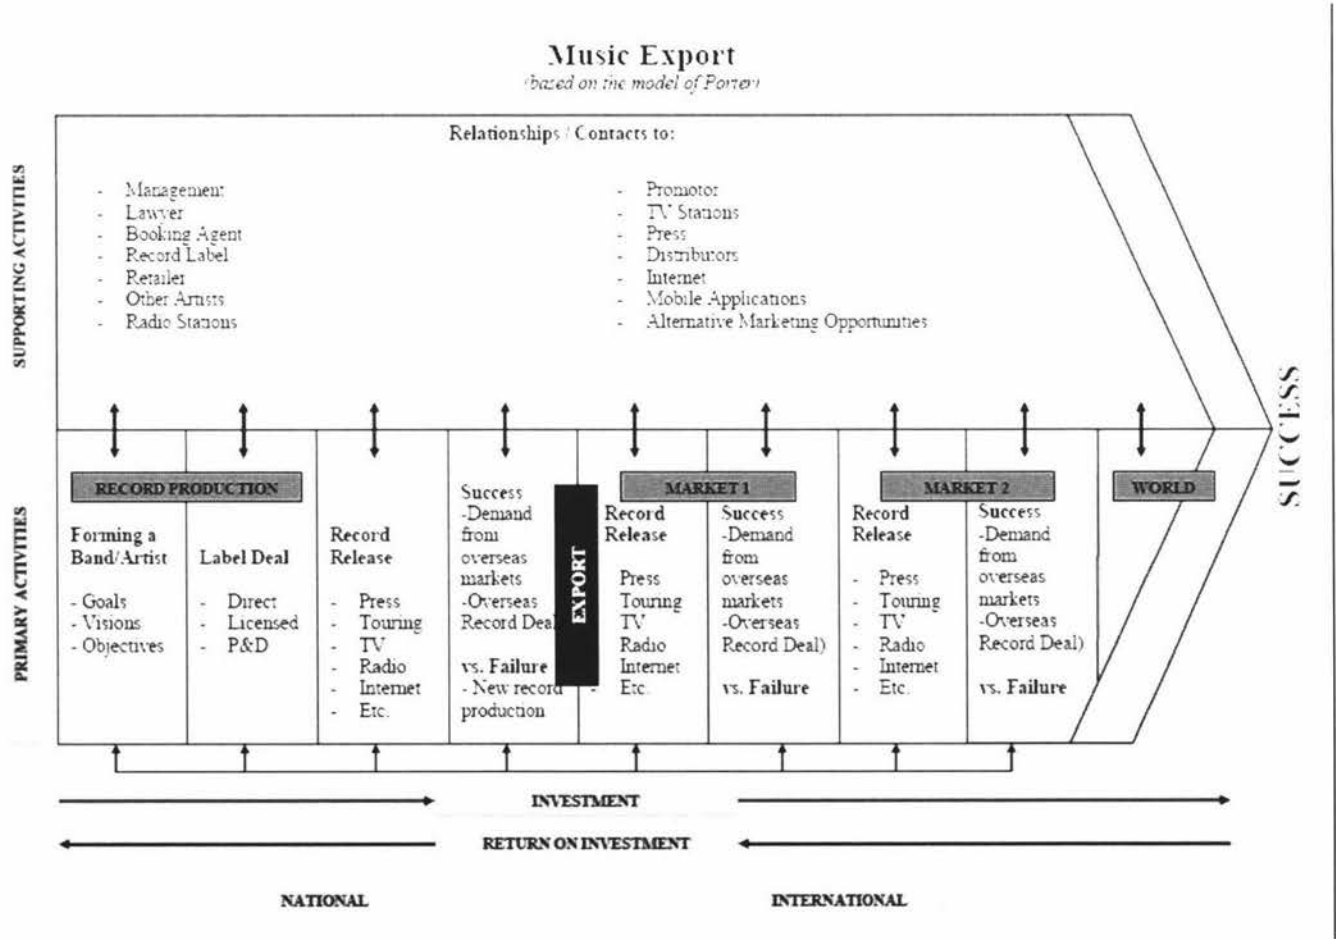 Music Export
(based on the model of Porter)
SUPPORTING ACTIVITIES
Relationships / Contacts to:
- Management
- Lawyer
- Booking Agent
- Record Label
- Retailer
- Other Artists
- Radio Stations
- Promotor
- TV Stations
- Press
- Distributors
- Internet
- Mobile Applications
- Alternative Marketing Opportunities
SUCCESS
PRIMARY ACTIVITIES
RECORD PRODUCTION
Forming a
Band/Artist
- Goals
- Visions
- Objectives
Label Deal
- Direct
- Licensed
- P&D
Record
Release
- Press
- Touring
- TV
- Radio
- Internet
- Etc.
Success
-Demand
from
overseas
markets
-Overseas
Record Deal
vs. Failure
- New record
production
EXPORT
MARKET 1
Record
Release
Press
Touring
TV
Radio
Internet
- Etc.
Success
-Demand
from
overseas
markets
-Overseas
Record Deal)
vs. Failure
MARKET 2
Record
Release
- Press
- Touring
- TV
- Radio
- Internet
- Etc.
Success
-Demand
from
overseas
markets
-Overseas
Record Deal)
vs. Failure
WORLD
INVESTMENT
RETURN ON INVESTMENT
NATIONAL
INTERNATIONAL